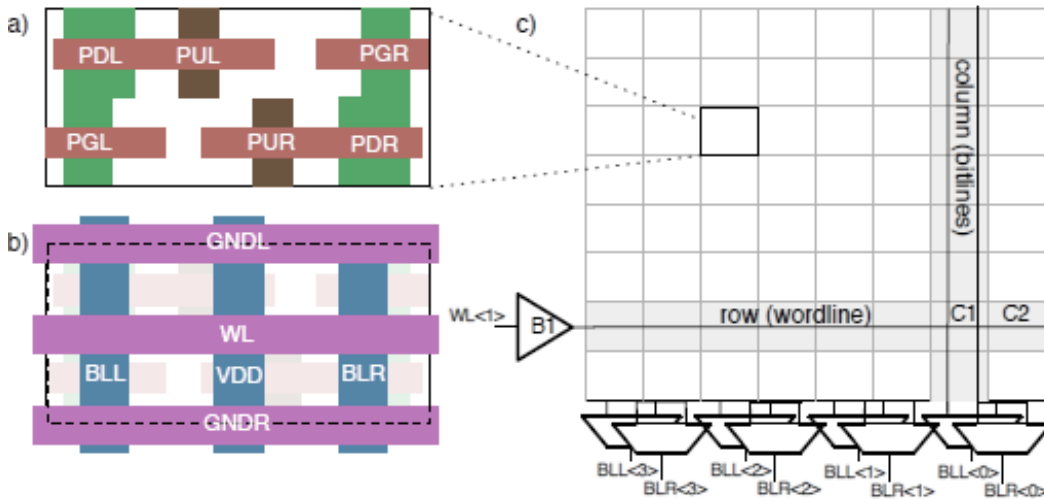 a)
PDL PUL PGR
PGL PUR PDR
b)
GNDL
WL
BLL VDD BLR
GNDR
c)
column (bitlines)
WL<1> B1 row (wordline) C1 C2
BLL<3> BLL<2> BLL<1> BLL<0>
BLR<3> BLR<2> BLR<1> BLR<0>